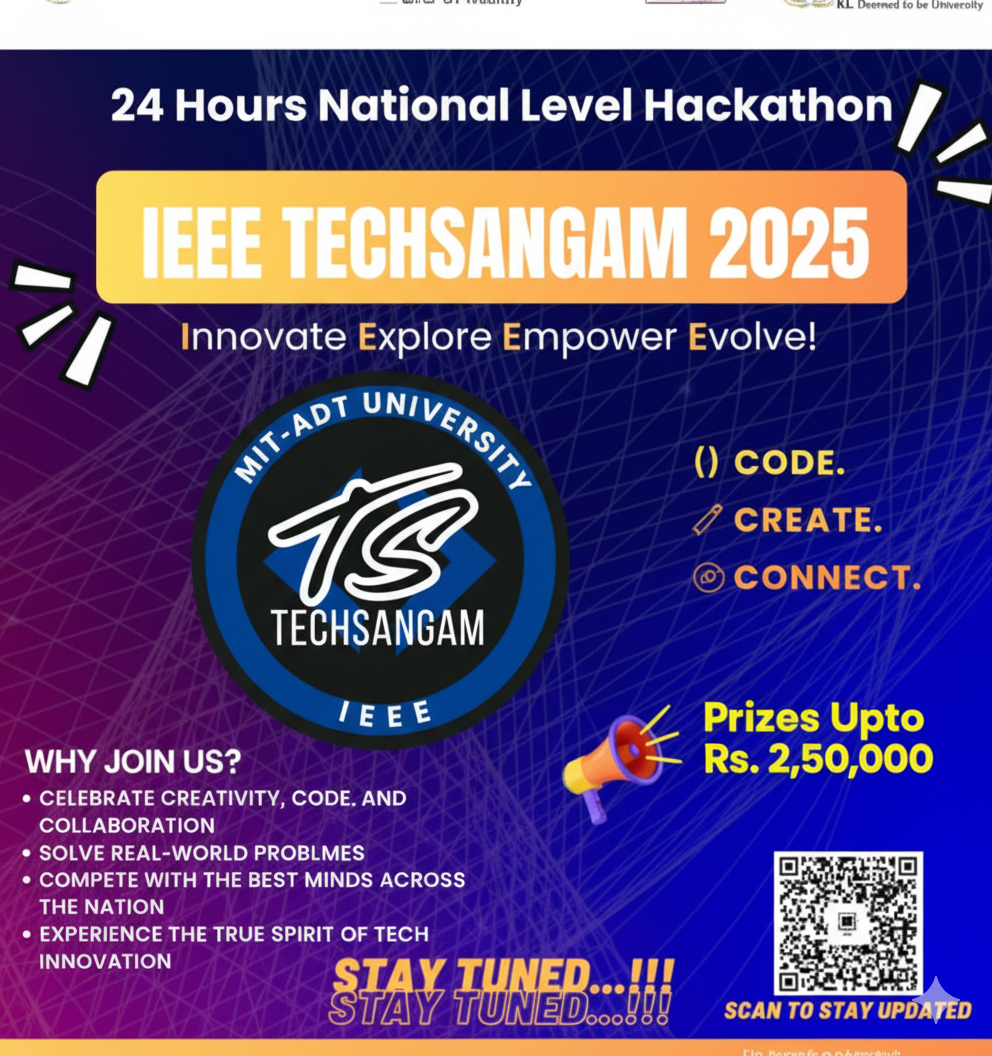 KL Deemed to be University
24 Hours National Level Hackathon
IEEE TECHSANGAM 2025
Innovate Explore Empower Evolve!
MIT-ADT UNIVERSITY
TS
TECHSANGAM
IEEE
() CODE.
CREATE.
CONNECT.
Prizes Upto
Rs. 2,50,000
WHY JOIN US?
• CELEBRATE CREATIVITY, CODE. AND
COLLABORATION
• SOLVE REAL-WORLD PROBLMES
• COMPETE WITH THE BEST MINDS ACROSS
THE NATION
• EXPERIENCE THE TRUE SPIRIT OF TECH
INNOVATION
STAY TUNED...!!!
STAY TUNED...!!!
SCAN TO STAY UPDATED